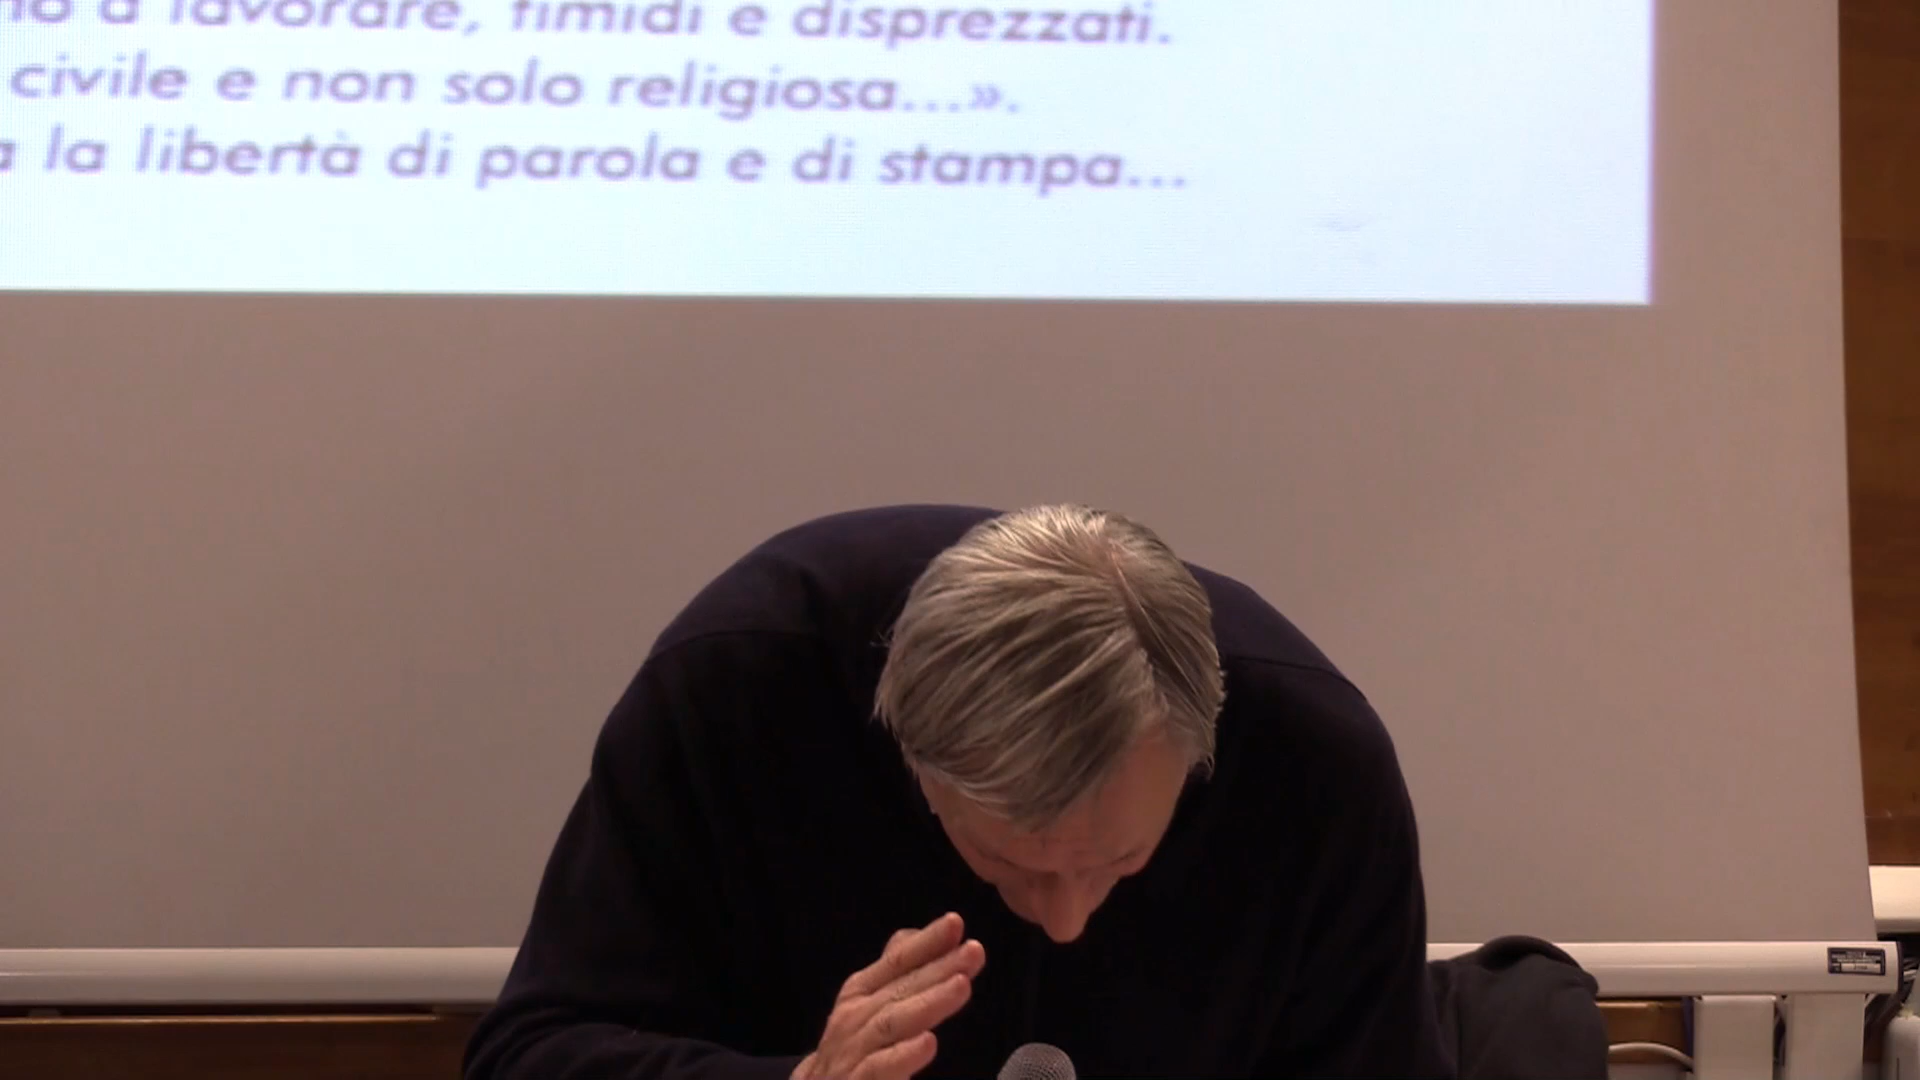 a lavorare, timidi e disprezzati.
civile e non solo religiosa...».
la libertà di parola e di stampa...